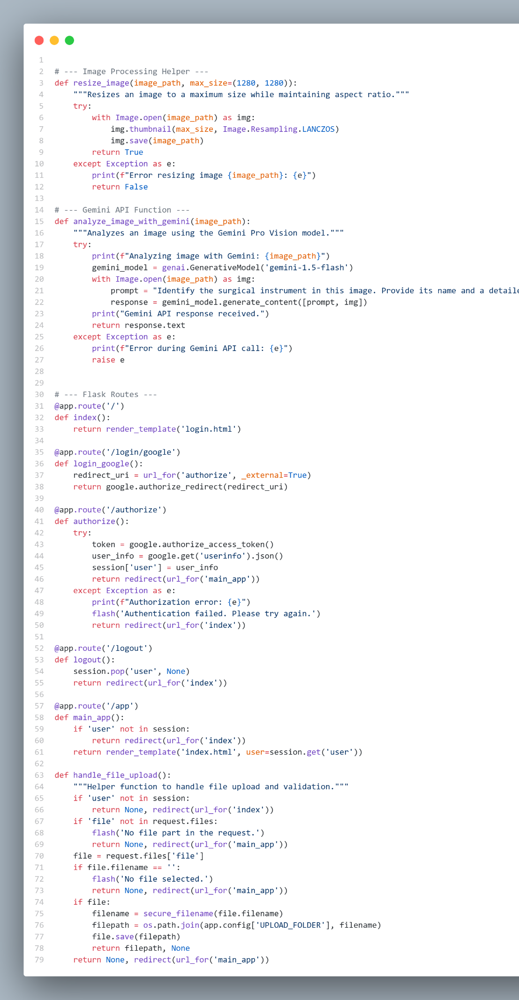 1
2 # --- Image Processing Helper ---
3 def resize_image(image_path, max_size=(1280, 1280)):
4     """Resizes an image to a maximum size while maintaining aspect ratio."""
5     try:
6         with Image.open(image_path) as img:
7             img.thumbnail(max_size, Image.Resampling.LANCZOS)
8             img.save(image_path)
9         return True
10     except Exception as e:
11         print(f"Error resizing image {image_path}: {e}")
12         return False
13
14 # --- Gemini API Function ---
15 def analyze_image_with_gemini(image_path):
16     """Analyzes an image using the Gemini Pro Vision model."""
17     try:
18         print(f"Analyzing image with Gemini: {image_path}")
19         gemini_model = genai.GenerativeModel('gemini-1.5-flash')
20         with Image.open(image_path) as img:
21             prompt = "Identify the surgical instrument in this image. Provide its name and a detaile
22             response = gemini_model.generate_content([prompt, img])
23         print("Gemini API response received.")
24         return response.text
25     except Exception as e:
26         print(f"Error during Gemini API call: {e}")
27         raise e
28
29
30 # --- Flask Routes ---
31 @app.route('/')
32 def index():
33     return render_template('login.html')
34
35 @app.route('/login/google')
36 def login_google():
37     redirect_uri = url_for('authorize', _external=True)
38     return google.authorize_redirect(redirect_uri)
39
40 @app.route('/authorize')
41 def authorize():
42     try:
43         token = google.authorize_access_token()
44         user_info = google.get('userinfo').json()
45         session['user'] = user_info
46         return redirect(url_for('main_app'))
47     except Exception as e:
48         print(f"Authorization error: {e}")
49         flash('Authentication failed. Please try again.')
50         return redirect(url_for('index'))
51
52 @app.route('/logout')
53 def logout():
54     session.pop('user', None)
55     return redirect(url_for('index'))
56
57 @app.route('/app')
58 def main_app():
59     if 'user' not in session:
60         return redirect(url_for('index'))
61     return render_template('index.html', user=session.get('user'))
62
63 def handle_file_upload():
64     """Helper function to handle file upload and validation."""
65     if 'user' not in session:
66         return None, redirect(url_for('index'))
67     if 'file' not in request.files:
68         flash('No file part in the request.')
69         return None, redirect(url_for('main_app'))
70     file = request.files['file']
71     if file.filename == '':
72         flash('No file selected.')
73         return None, redirect(url_for('main_app'))
74     if file:
75         filename = secure_filename(file.filename)
76         filepath = os.path.join(app.config['UPLOAD_FOLDER'], filename)
77         file.save(filepath)
78         return filepath, None
79     return None, redirect(url_for('main_app'))